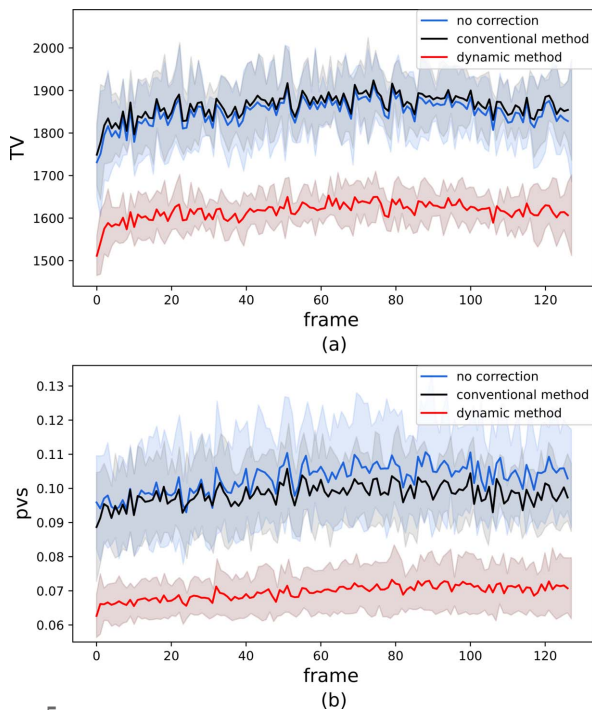 no correction
conventional method
dynamic method
2000
1900
1800
1700
1600
1500
TV
0 20 40 60 80 100 120
frame
(a)
no correction
conventional method
dynamic method
0.13
0.12
0.11
0.10
0.09
0.08
0.07
0.06
pvs
0 20 40 60 80 100 120
frame
(b)